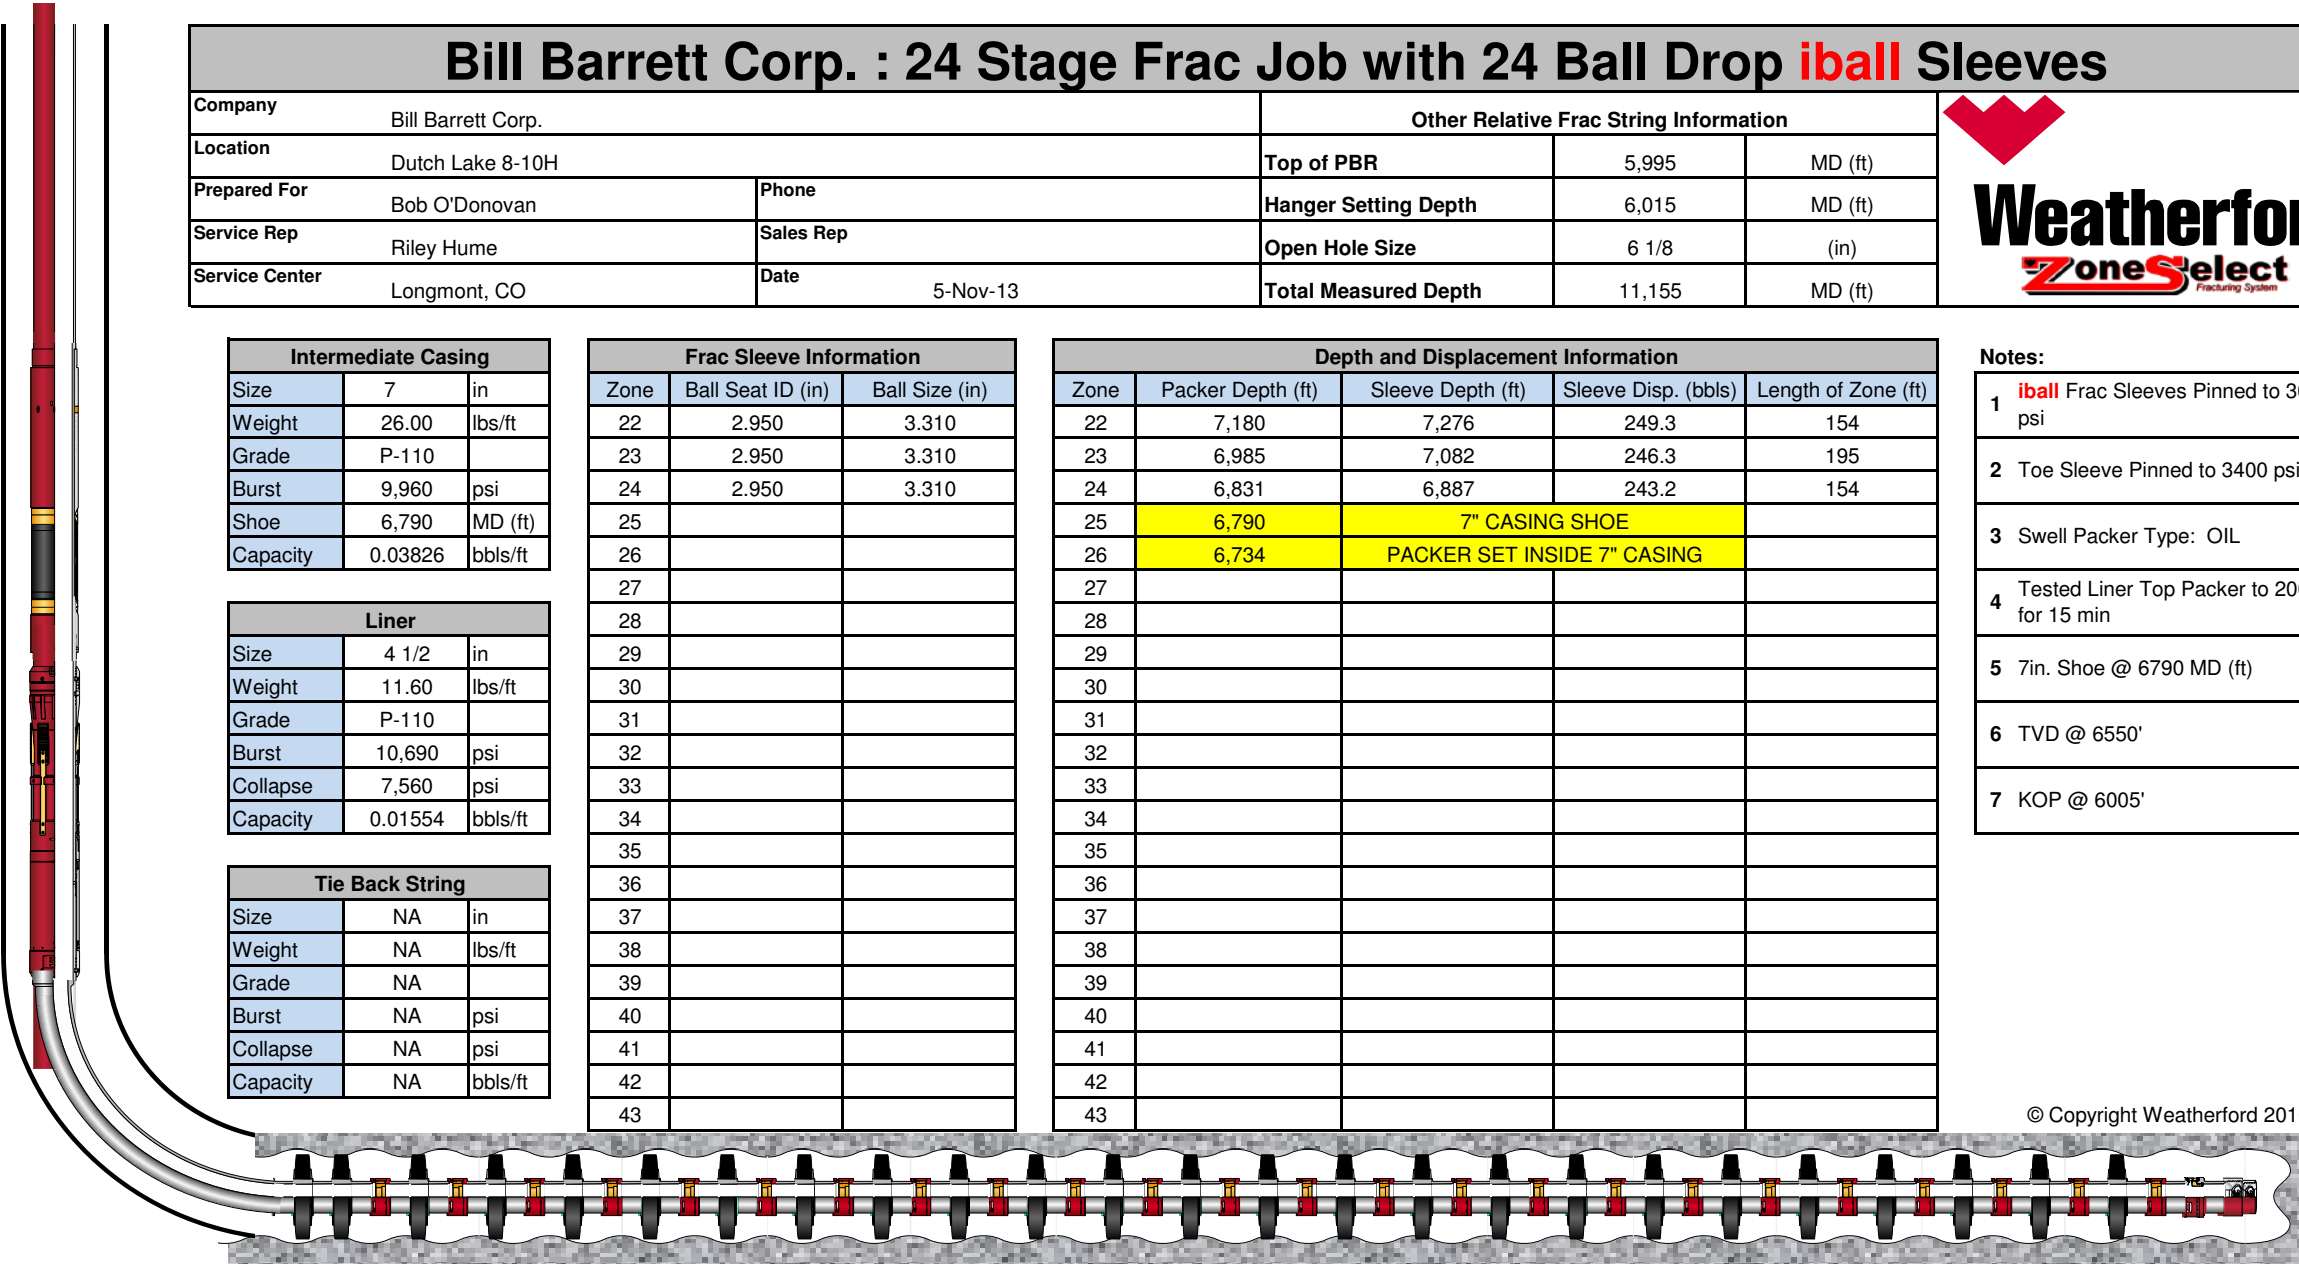 Bill Barrett Corp. : 24 Stage Frac Job with 24 Ball Drop iball Sleeves
Company Bill Barrett Corp. Other Relative Frac String Information
Location Dutch Lake 8-10H Top of PBR 5,995 MD (ft)
Prepared For Bob O'Donovan Phone Hanger Setting Depth 6,015 MD (ft)
Service Rep Riley Hume Sales Rep Open Hole Size 6 1/8 (in)
Service Center Longmont, CO Date 5-Nov-13 Total Measured Depth 11,155 MD (ft)
Weatherfor
ZoneSelect
Fracturing System
Intermediate Casing
Size 7 in
Weight 26.00 lbs/ft
Grade P-110
Burst 9,960 psi
Shoe 6,790 MD (ft)
Capacity 0.03826 bbls/ft
Liner
Size 4 1/2 in
Weight 11.60 lbs/ft
Grade P-110
Burst 10,690 psi
Collapse 7,560 psi
Capacity 0.01554 bbls/ft
Tie Back String
Size NA in
Weight NA lbs/ft
Grade NA
Burst NA psi
Collapse NA psi
Capacity NA bbls/ft
Frac Sleeve Information
Zone Ball Seat ID (in) Ball Size (in)
22 2.950 3.310
23 2.950 3.310
24 2.950 3.310
25
26
27
28
29
30
31
32
33
34
35
36
37
38
39
40
41
42
43
Depth and Displacement Information
Zone Packer Depth (ft) Sleeve Depth (ft) Sleeve Disp. (bbls) Length of Zone (ft)
22 7,180 7,276 249.3 154
23 6,985 7,082 246.3 195
24 6,831 6,887 243.2 154
25 6,790 7" CASING SHOE
26 6,734 PACKER SET INSIDE 7" CASING
27
28
29
30
31
32
33
34
35
36
37
38
39
40
41
42
43
Notes:
1 iball Frac Sleeves Pinned to
psi
2 Toe Sleeve Pinned to 3400 psi
3 Swell Packer Type: OIL
4 Tested Liner Top Packer to
for 15 min
5 7in. Shoe @ 6790 MD (ft)
6 TVD @ 6550'
7 KOP @ 6005'
© Copyright Weatherford